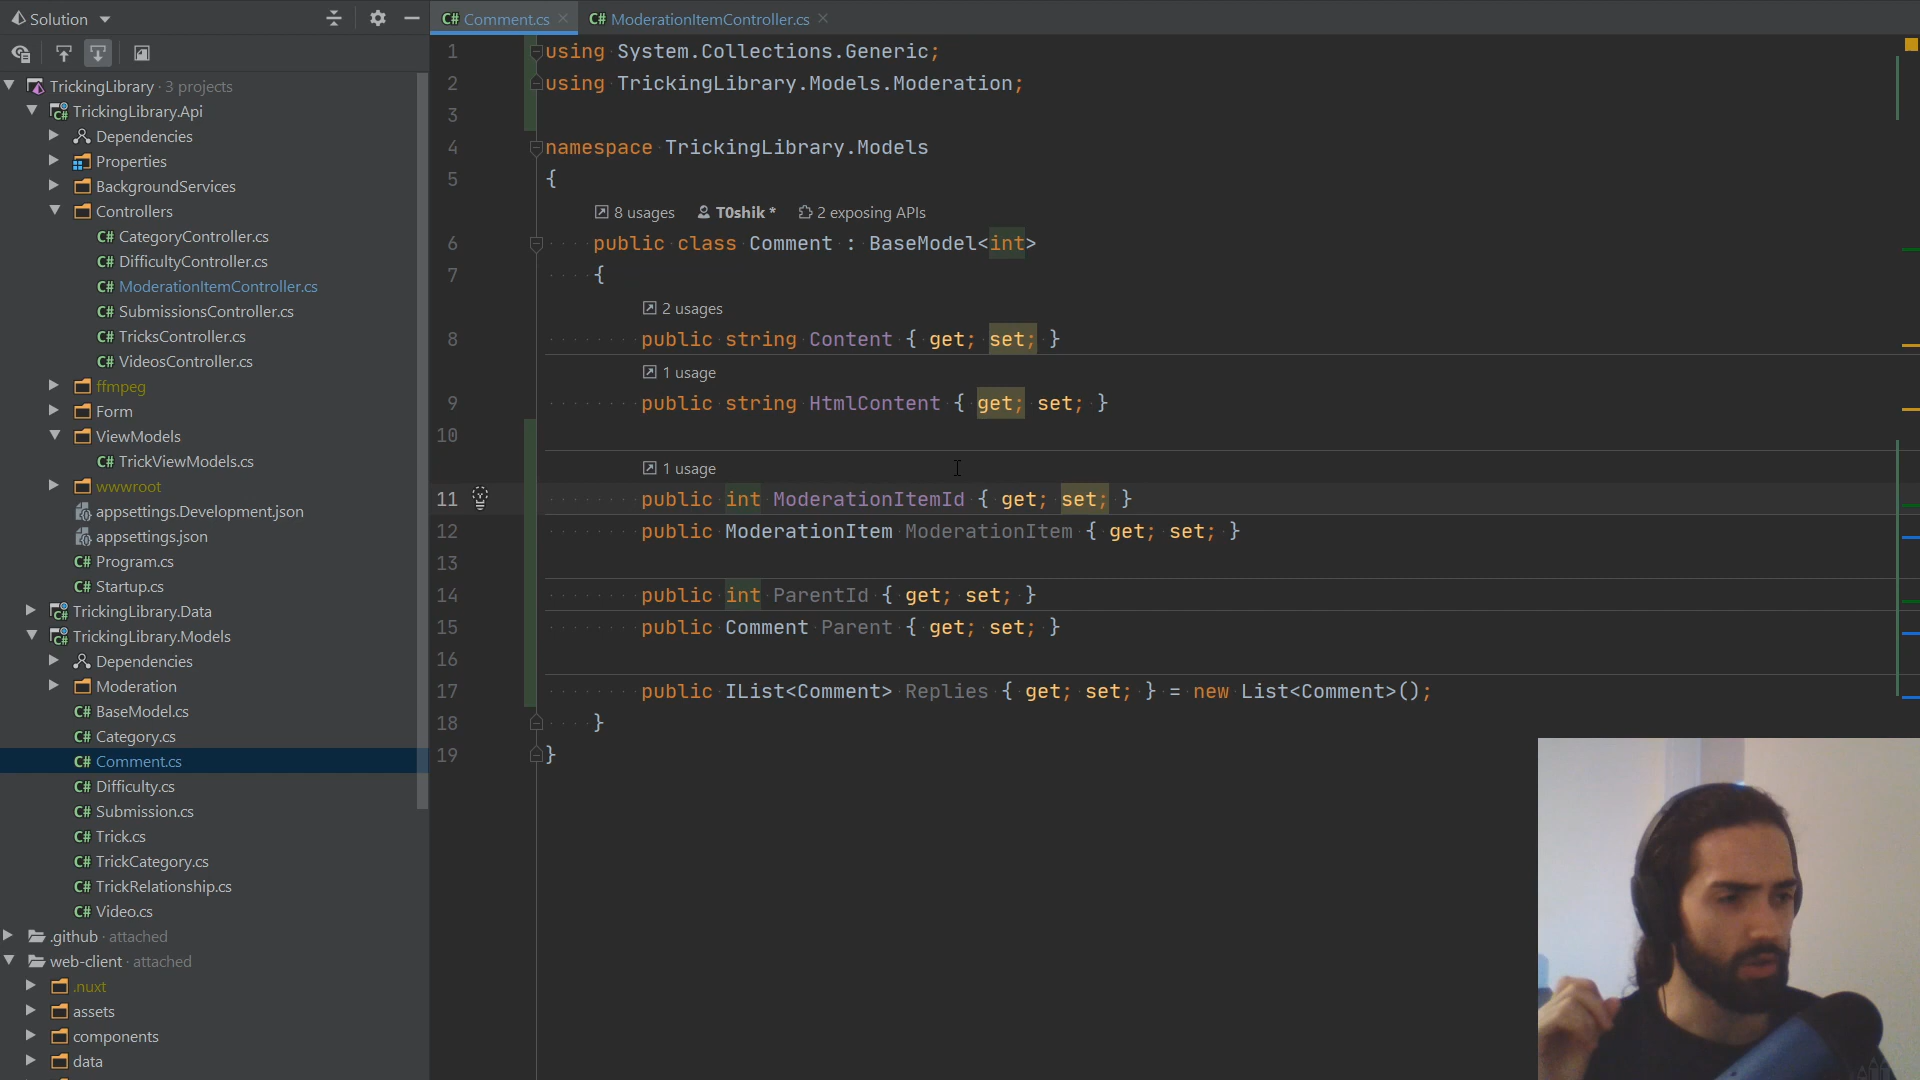 Solution
TrickingLibrary · 3 projects
TrickingLibrary.Api
Dependencies
Properties
BackgroundServices
Controllers
C# CategoryController.cs
C# DifficultyController.cs
C# ModerationItemController.cs
C# SubmissionsController.cs
C# TricksController.cs
C# VideosController.cs
ffmpeg
Form
ViewModels
C# TrickViewModels.cs
wwwroot
appsettings.Development.json
appsettings.json
C# Program.cs
C# Startup.cs
TrickingLibrary.Data
TrickingLibrary.Models
Dependencies
Moderation
C# BaseModel.cs
C# Category.cs
C# Comment.cs
C# Difficulty.cs
C# Submission.cs
C# Trick.cs
C# TrickCategory.cs
C# TrickRelationship.cs
C# Video.cs
.github · attached
web-client · attached
.nuxt
assets
components
data
C# Comment.cs C# ModerationItemController.cs
1 using System.Collections.Generic;
2 using TrickingLibrary.Models.Moderation;
3
4 namespace TrickingLibrary.Models
5 {
8 usages T0shik * 2 exposing APIs
6 public class Comment : BaseModel<int>
7 {
2 usages
8 public string Content { get; set; }
1 usage
9 public string HtmlContent { get; set; }
10
1 usage
11 public int ModerationItemId { get; set; }
12 public ModerationItem ModerationItem { get; set; }
13
14 public int ParentId { get; set; }
15 public Comment Parent { get; set; }
16
17 public IList<Comment> Replies { get; set; } = new List<Comment>();
18 }
19 }